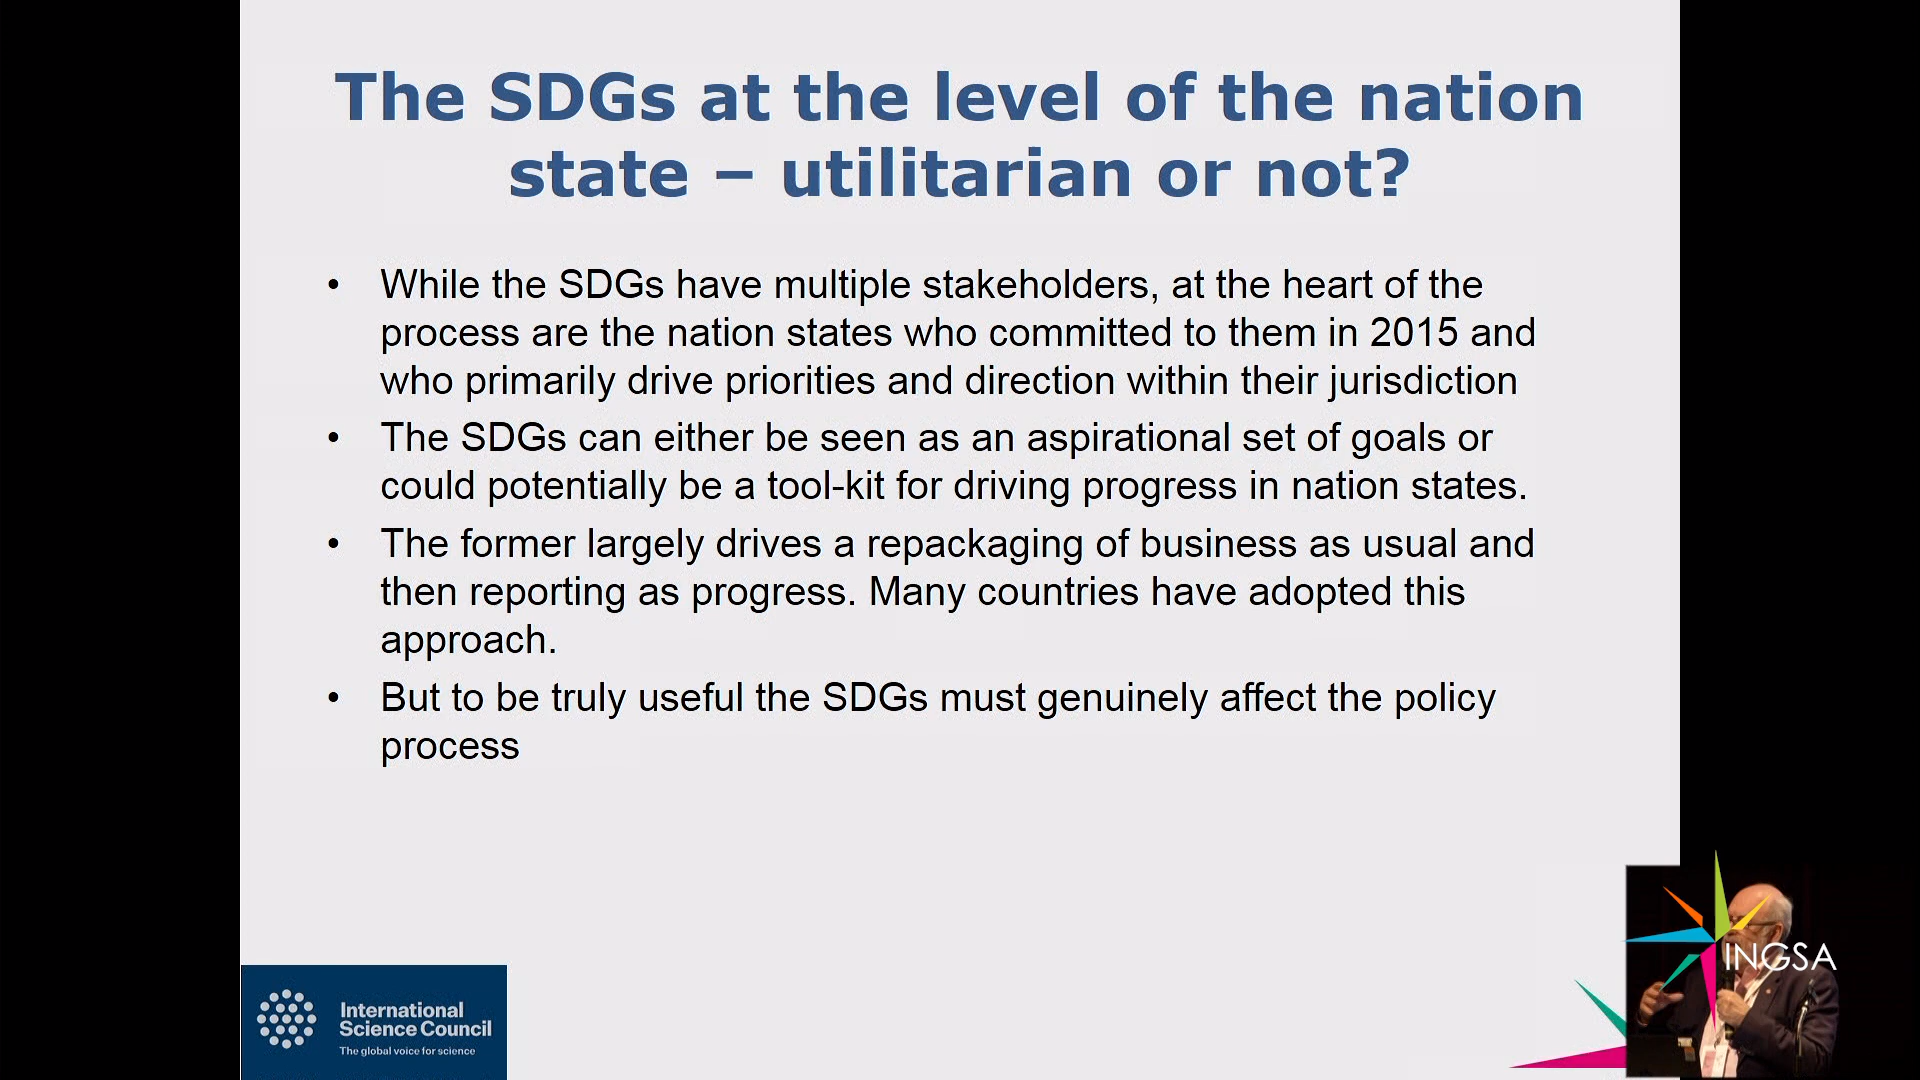 The SDGs at the level of the nation
state – utilitarian or not?
• While the SDGs have multiple stakeholders, at the heart of the
process are the nation states who committed to them in 2015 and
who primarily drive priorities and direction within their jurisdiction
• The SDGs can either be seen as an aspirational set of goals or
could potentially be a tool-kit for driving progress in nation states.
• The former largely drives a repackaging of business as usual and
then reporting as progress. Many countries have adopted this
approach.
• But to be truly useful the SDGs must genuinely affect the policy
process
International
Science Council
The global voice for science
INGSA